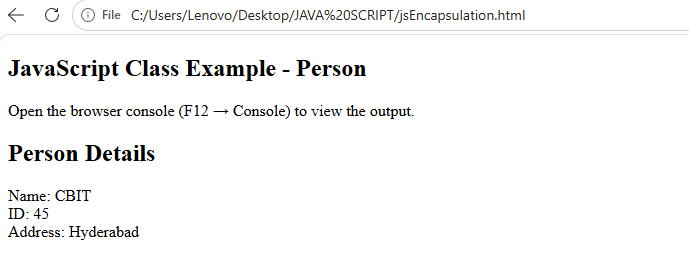 File C:/Users/Lenovo/Desktop/JAVA%20SCRIPT/jsEncapsulation.html
JavaScript Class Example - Person
Open the browser console (F12 → Console) to view the output.
Person Details
Name: CBIT
ID: 45
Address: Hyderabad